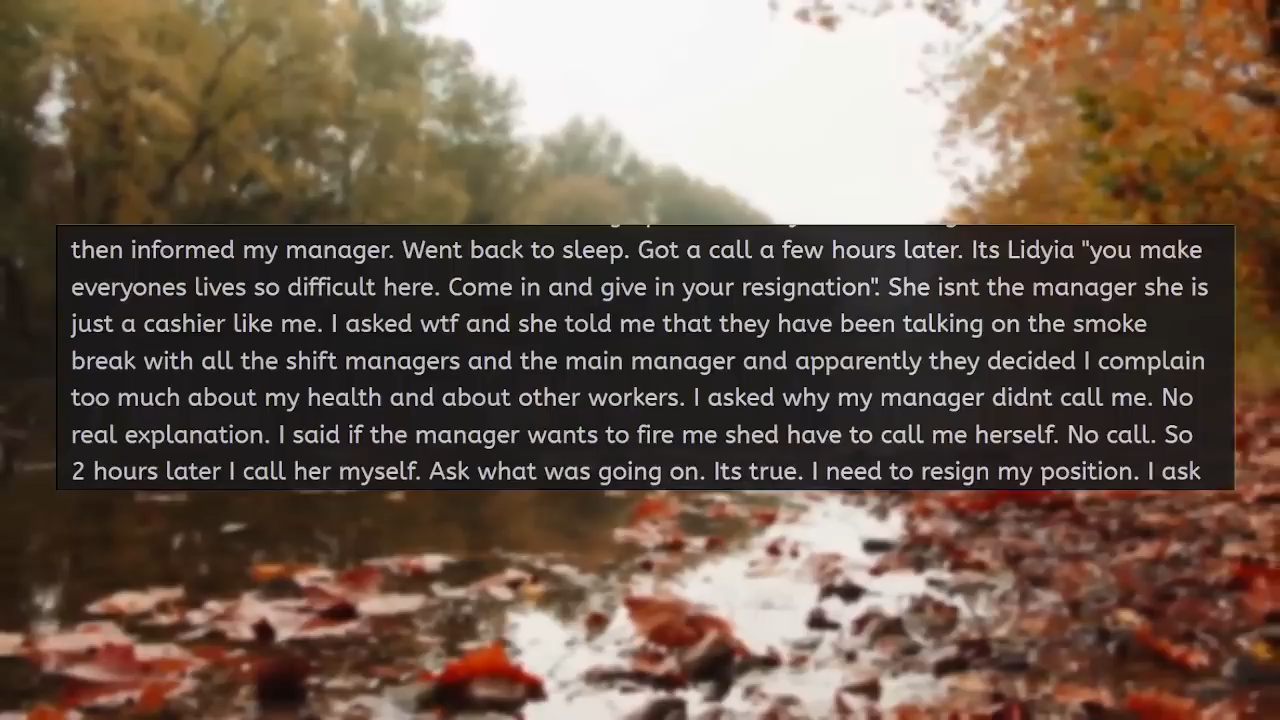 then informed my manager. Went back to sleep. Got a call a few hours later. Its Lidyia "you make
everyones lives so difficult here. Come in and give in your resignation". She isnt the manager she is
just a cashier like me. I asked wtf and she told me that they have been talking on the smoke
break with all the shift managers and the main manager and apparently they decided I complain
too much about my health and about other workers. I asked why my manager didnt call me. No
real explanation. I said if the manager wants to fire me shed have to call me herself. No call. So
2 hours later I call her myself. Ask what was going on. Its true. I need to resign my position. I ask